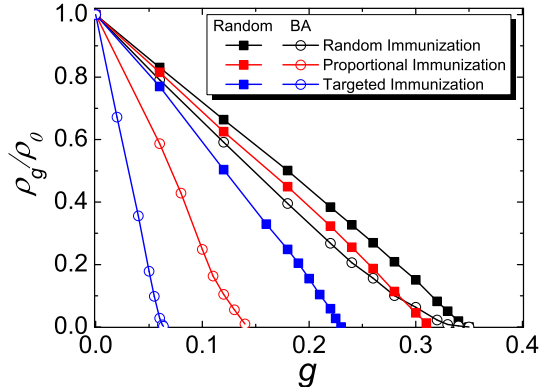 Random BA
Random Immunization
Proportional Immunization
Targeted Immunization
1.0
0.8
0.6
0.4
0.2
0.0
ρg/ρ0
0.0 0.1 0.2 0.3 0.4
g